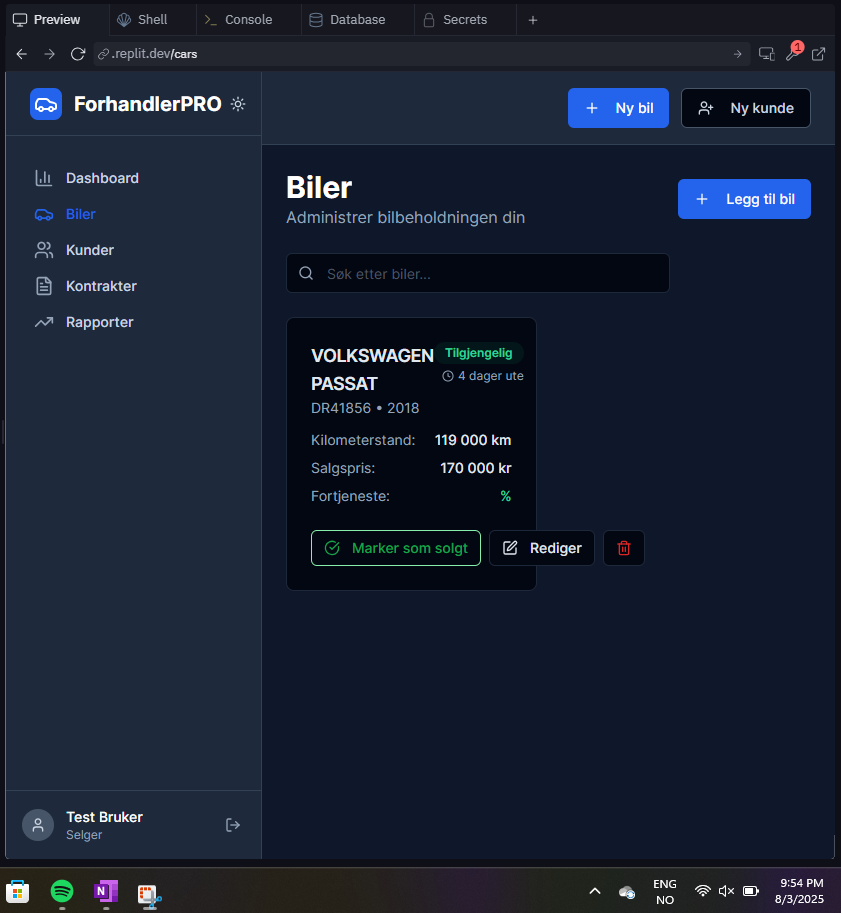 Preview Shell Console Database Secrets
.replit.dev/cars 1
ForhandlerPRO
Ny bil Ny kunde
Dashboard
Biler
Kunder
Kontrakter
Rapporter
Biler
Administrer bilbeholdningen din
Legg til bil
Søk etter biler...
VOLKSWAGEN PASSAT
Tilgjengelig
4 dager ute
DR41856 • 2018
Kilometerstand: 119 000 km
Salgspris: 170 000 kr
Fortjeneste: %
Marker som solgt Rediger
Test Bruker
Selger
N
ENG
NO
9:54 PM
8/3/2025